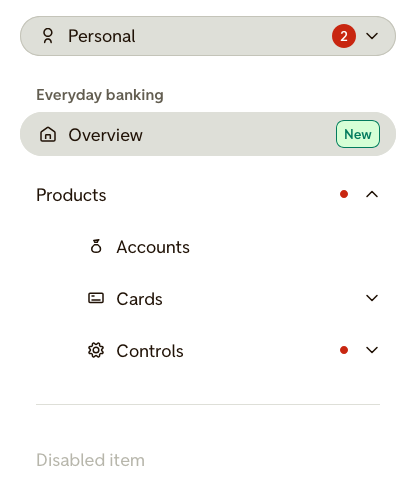 Personal
2
Everyday banking
Overview
New
Products
Accounts
Cards
Controls
Disabled item